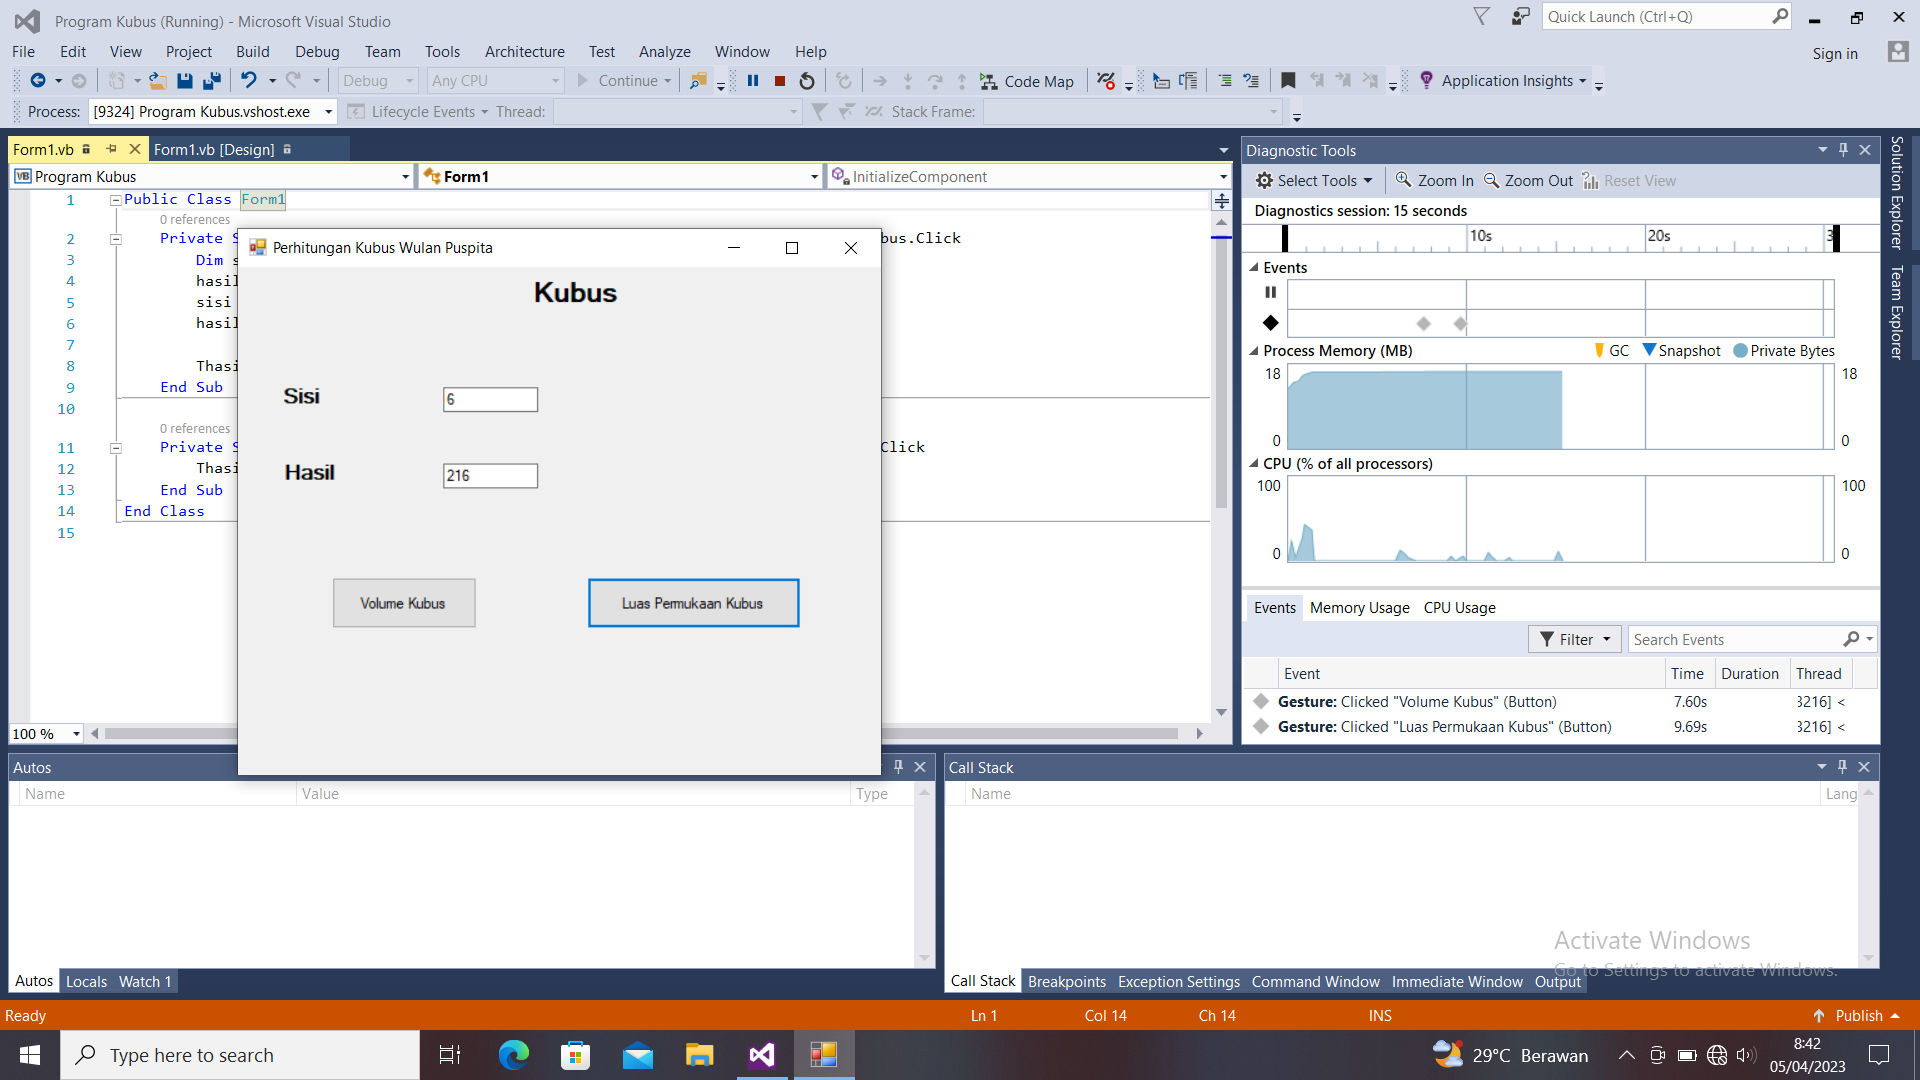 Program Kubus (Running) - Microsoft Visual Studio
Quick Launch (Ctrl+Q)
File Edit View Project Build Debug Team Tools Architecture Test Analyze Window Help
Sign in
Debug Any CPU Continue Code Map Application Insights
Process: [9324] Program Kubus.vshost.exe Lifecycle Events Thread: Stack Frame:
Form1.vb Form1.vb [Design]
VB Program Kubus Form1 InitializeComponent
1 Public Class Form1
0 references
2 Private S bus.Click
3 Dim s
4 hasil
5 sisi
6 hasil
7
8 Thasi
9 End Sub
10
0 references
11 Private S Click
12 Thasi
13 End Sub
14 End Class
15
100 %
Perhitungan Kubus Wulan Puspita
Kubus
Sisi 6
Hasil 216
Volume Kubus Luas Permukaan Kubus
Diagnostic Tools
Select Tools Zoom In Zoom Out Reset View
Diagnostics session: 15 seconds
10s 20s 3
Events
Process Memory (MB) GC Snapshot Private Bytes
18 18
0 0
CPU (% of all processors)
100 100
0 0
Events Memory Usage CPU Usage
Filter Search Events
Event Time Duration Thread
Gesture: Clicked "Volume Kubus" (Button) 7.60s 3216] <
Gesture: Clicked "Luas Permukaan Kubus" (Button) 9.69s 3216] <
Solution Explorer
Team Explorer
Autos
Name Value Type
Autos Locals Watch 1
Call Stack
Name Lang
Activate Windows
Go to Settings to activate Windows.
Call Stack Breakpoints Exception Settings Command Window Immediate Window Output
Ready Ln 1 Col 14 Ch 14 INS Publish
Type here to search
29°C Berawan
8:42
05/04/2023